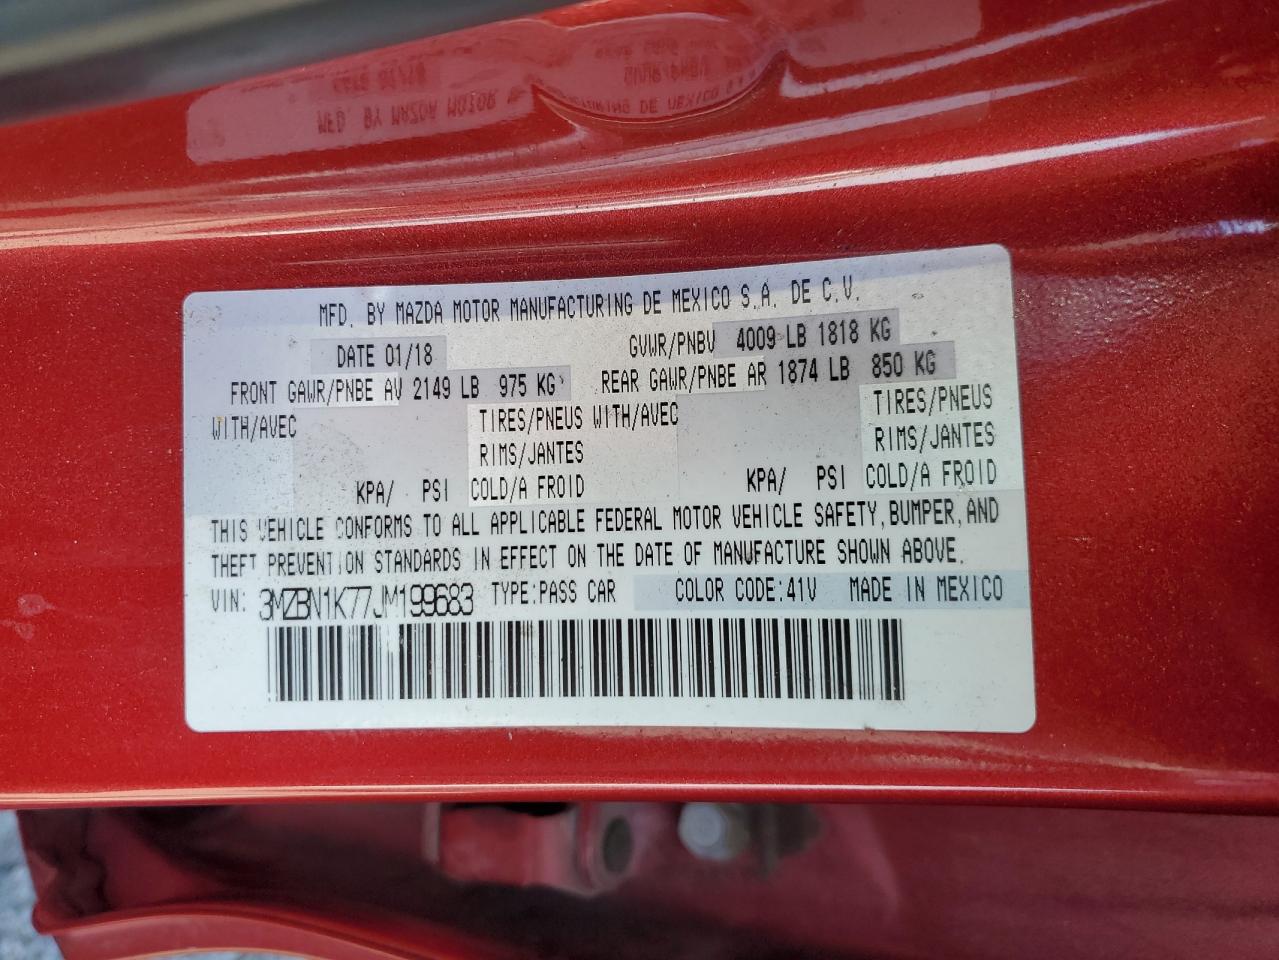 MFD. BY MAZDA MOTOR MANUFACTURING DE MEXICO S.A. DE C.V.
DATE 01/18 GVWR/PNBV 4009 LB 1818 KG
FRONT GAWR/PNBE AV 2149 LB 975 KG REAR GAWR/PNBE AR 1874 LB 850 KG
WITH/AVEC TIRES/PNEUS WITH/AVEC TIRES/PNEUS
RIMS/JANTES RIMS/JANTES
KPA/ PSI COLD/A FROID KPA/ PSI COLD/A FROID
THIS VEHICLE CONFORMS TO ALL APPLICABLE FEDERAL MOTOR VEHICLE SAFETY, BUMPER, AND
THEFT PREVENTION STANDARDS IN EFFECT ON THE DATE OF MANUFACTURE SHOWN ABOVE.
VIN: 3MZBN1K77JM199683 TYPE:PASS CAR COLOR CODE:41V MADE IN MEXICO